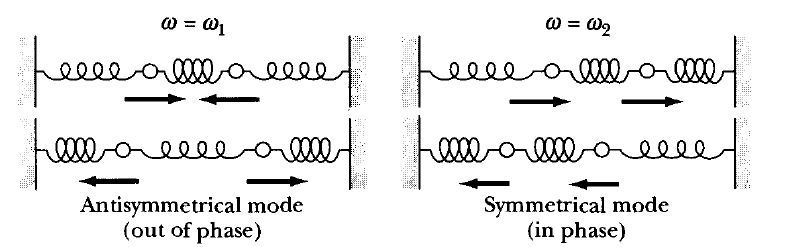 ω = ω₁
ω = ω₂
Antisymmetrical mode
(out of phase)
Symmetrical mode
(in phase)